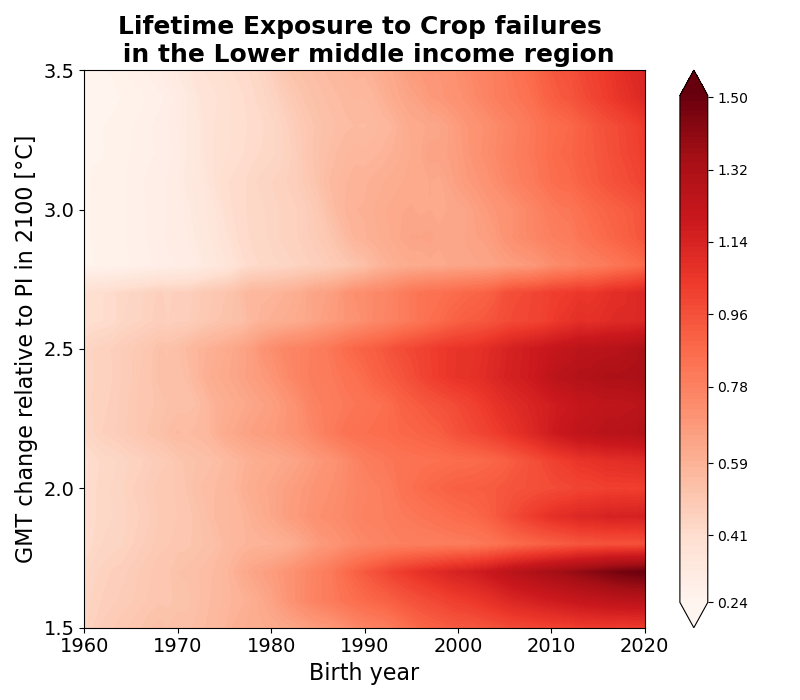 Lifetime Exposure to Crop failures
in the Lower middle income region
GMT change relative to PI in 2100 [°C]
3.5
3.0
2.5
2.0
1.5
1960 1970 1980 1990 2000 2010 2020
Birth year
1.50
1.32
1.14
0.96
0.78
0.59
0.41
0.24